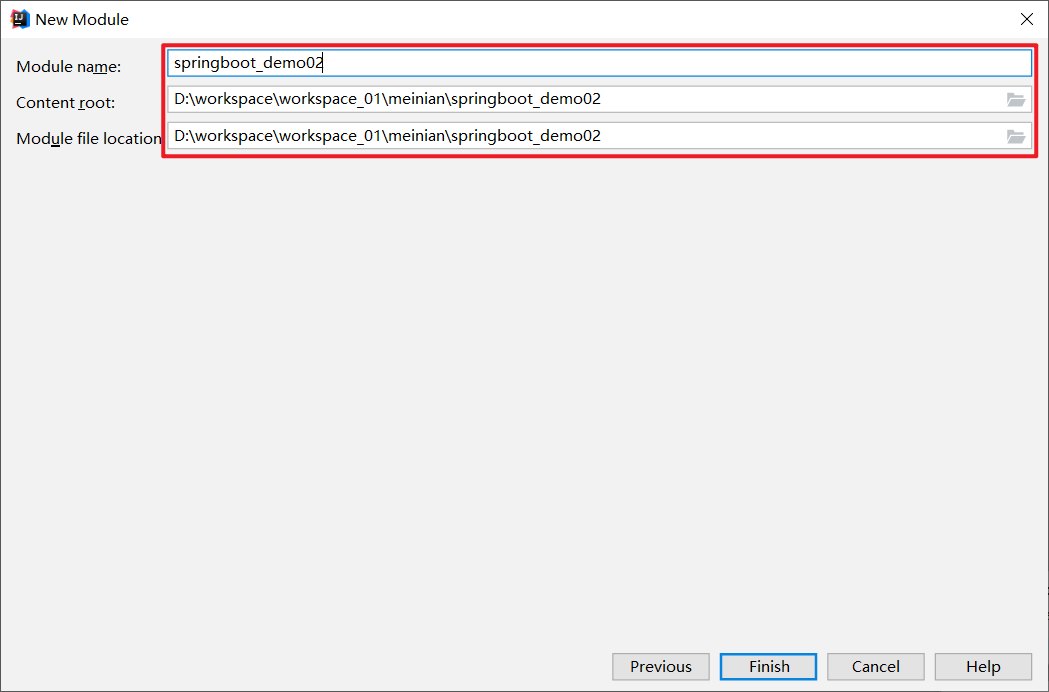 New Module
Module name: springboot_demo02
Content root: D:\workspace\workspace_01\meinian\springboot_demo02
Module file location D:\workspace\workspace_01\meinian\springboot_demo02
Previous Finish Cancel Help